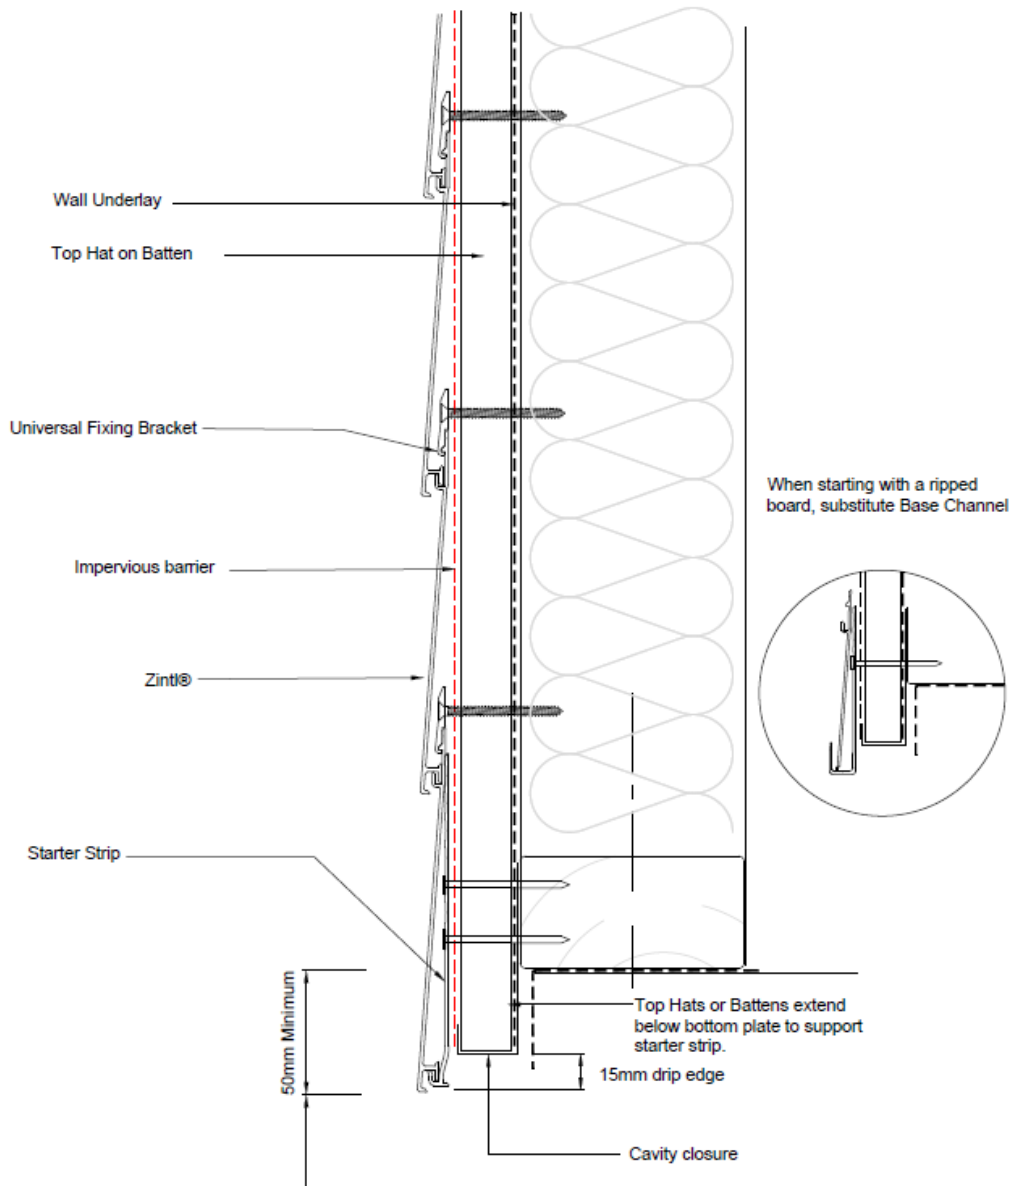 Wall Underlay
Top Hat on Batten
Universal Fixing Bracket
When starting with a ripped
board, substitute Base Channel
Impervious barrier
Zintl®
Starter Strip
50mm Minimum
Top Hats or Battens extend
below bottom plate to support
starter strip.
15mm drip edge
Cavity closure